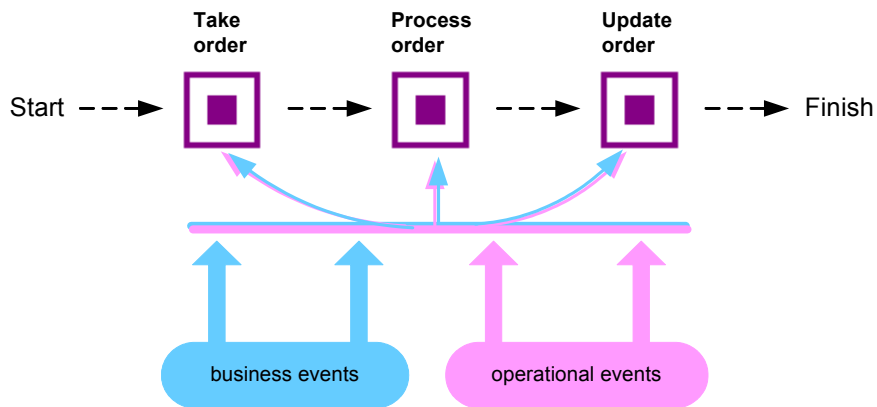 Take
order
Process
order
Update
order
Start
Finish
business events
operational events